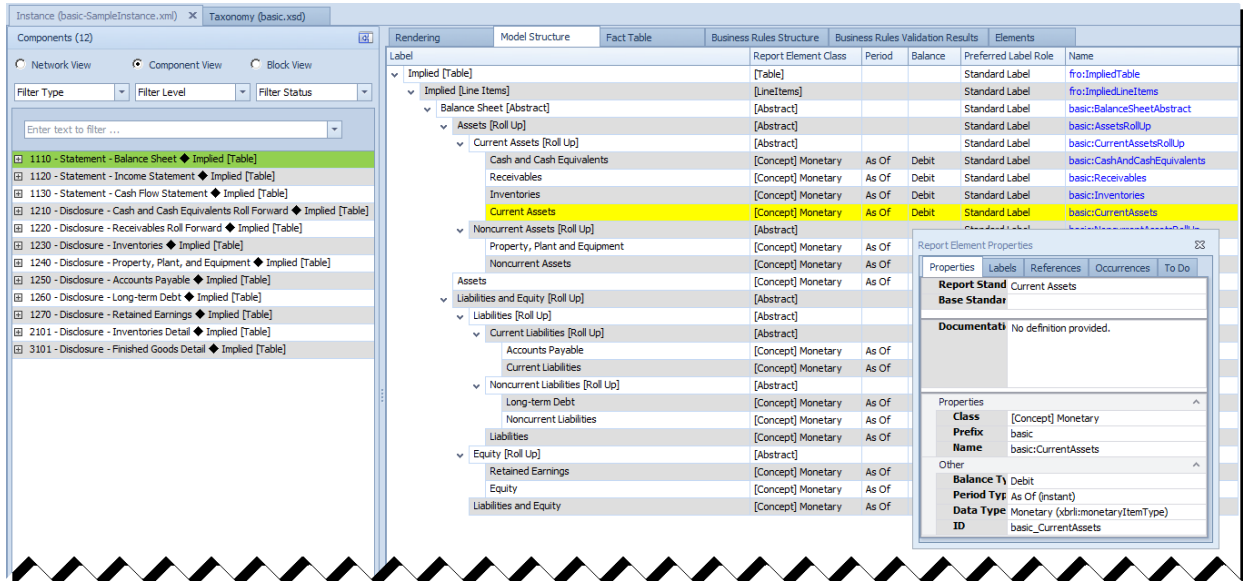 Instance (basic-SampleInstance.xml) Taxonomy (basic.xsd)
Components (12)
Network View Component View Block View
Filter Type Filter Level Filter Status
Enter text to filter ...
1110 - Statement - Balance Sheet ◆ Implied [Table]
1120 - Statement - Income Statement ◆ Implied [Table]
1130 - Statement - Cash Flow Statement ◆ Implied [Table]
1210 - Disclosure - Cash and Cash Equivalents Roll Forward ◆ Implied [Table]
1220 - Disclosure - Receivables Roll Forward ◆ Implied [Table]
1230 - Disclosure - Inventories ◆ Implied [Table]
1240 - Disclosure - Property, Plant, and Equipment ◆ Implied [Table]
1250 - Disclosure - Accounts Payable ◆ Implied [Table]
1260 - Disclosure - Long-term Debt ◆ Implied [Table]
1270 - Disclosure - Retained Earnings ◆ Implied [Table]
2101 - Disclosure - Inventories Detail ◆ Implied [Table]
3101 - Disclosure - Finished Goods Detail ◆ Implied [Table]
Rendering Model Structure Fact Table Business Rules Structure Business Rules Validation Results Elements
Label Report Element Class Period Balance Preferred Label Role Name
Implied [Table] [Table] Standard Label fro:ImpliedTable
Implied [Line Items] [LineItems] Standard Label fro:ImpliedLineItems
Balance Sheet [Abstract] [Abstract] Standard Label basic:BalanceSheetAbstract
Assets [Roll Up] [Abstract] Standard Label basic:AssetsRollUp
Current Assets [Roll Up] [Abstract] Standard Label basic:CurrentAssetsRollUp
Cash and Cash Equivalents [Concept] Monetary As Of Debit Standard Label basic:CashAndCashEquivalents
Receivables [Concept] Monetary As Of Debit Standard Label basic:Receivables
Inventories [Concept] Monetary As Of Debit Standard Label basic:Inventories
Current Assets [Concept] Monetary As Of Debit Standard Label basic:CurrentAssets
Noncurrent Assets [Roll Up] [Abstract] Standard Label basic:NoncurrentAssetsRollUp
Property, Plant and Equipment [Concept] Monetary As Of
Noncurrent Assets [Concept] Monetary As Of
Assets [Concept] Monetary As Of
Liabilities and Equity [Roll Up] [Abstract]
Liabilities [Roll Up] [Abstract]
Current Liabilities [Roll Up] [Abstract]
Accounts Payable [Concept] Monetary As Of
Current Liabilities [Concept] Monetary As Of
Noncurrent Liabilities [Roll Up] [Abstract]
Long-term Debt [Concept] Monetary As Of
Noncurrent Liabilities [Concept] Monetary As Of
Liabilities [Concept] Monetary As Of
Equity [Roll Up] [Abstract]
Retained Earnings [Concept] Monetary As Of
Equity [Concept] Monetary As Of
Liabilities and Equity [Concept] Monetary As Of
Report Element Properties
Properties Labels References Occurrences To Do
Report Stand Current Assets
Base Standar
Documentati No definition provided.
Properties
Class [Concept] Monetary
Prefix basic
Name basic:CurrentAssets
Other
Balance Ty Debit
Period Typ As Of (instant)
Data Type Monetary (xbrli:monetaryItemType)
ID basic_CurrentAssets